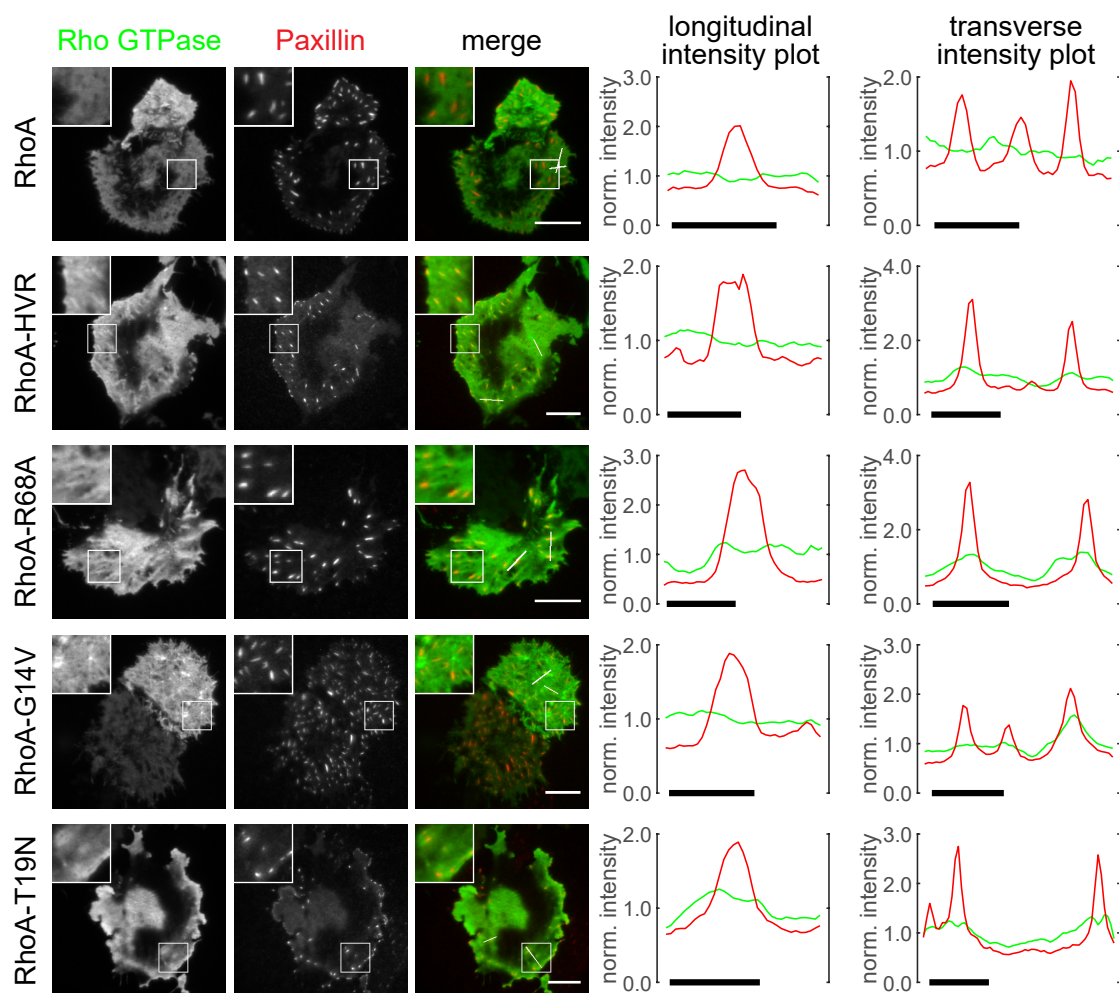 Rho GTPase
Paxillin
merge
longitudinal
intensity plot
transverse
intensity plot
RhoA
norm. intensity
3.0
2.0
1.0
0.0
norm. intensity
2.0
1.0
0.0
RhoA-HVR
norm. intensity
2.0
1.0
0.0
norm. intensity
4.0
2.0
0.0
RhoA-R68A
norm. intensity
3.0
2.0
1.0
0.0
norm. intensity
4.0
2.0
0.0
RhoA-G14V
norm. intensity
2.0
1.0
0.0
norm. intensity
3.0
2.0
1.0
0.0
RhoA-T19N
norm. intensity
2.0
1.0
0.0
norm. intensity
3.0
2.0
1.0
0.0